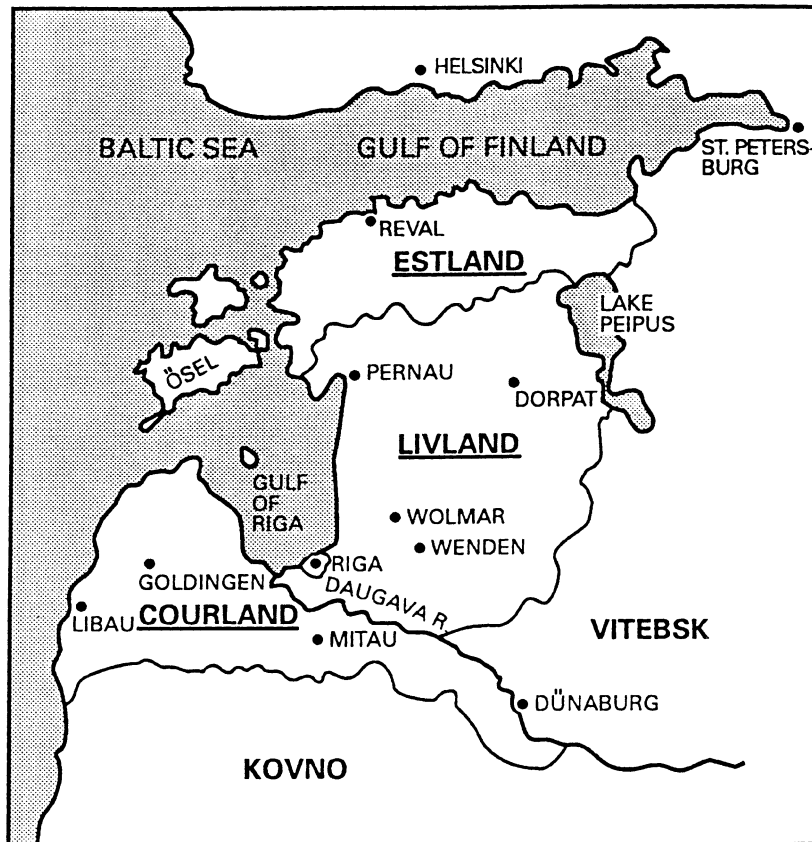 HELSINKI
BALTIC SEA
GULF OF FINLAND
ST. PETERS-
BURG
REVAL
ESTLAND
LAKE
PEIPUS
ÖSEL
PERNAU
DORPAT
LIVLAND
GULF
OF
RIGA
WOLMAR
WENDEN
RIGA
GOLDINGEN
DAUGAVA R.
LIBAU
COURLAND
MITAU
VITEBSK
DÜNABURG
KOVNO